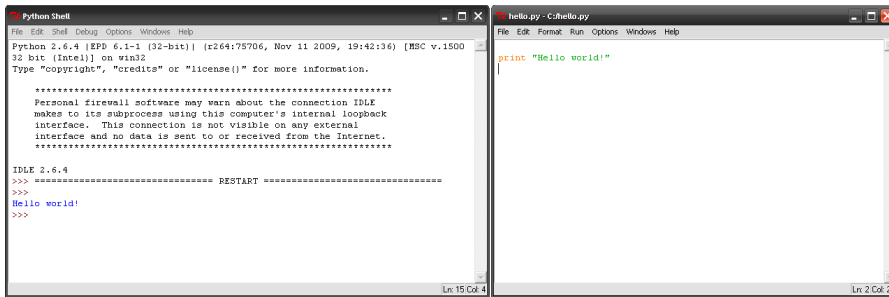 Python Shell
File Edit Shell Debug Options Windows Help
Python 2.6.4 |EPD 6.1-1 (32-bit)| (r264:75706, Nov 11 2009, 19:42:36) [MSC v.1500
32 bit (Intel)] on win32
Type "copyright", "credits" or "license()" for more information.
****************************************************************
Personal firewall software may warn about the connection IDLE
makes to its subprocess using this computer's internal loopback
interface. This connection is not visible on any external
interface and no data is sent to or received from the Internet.
****************************************************************
IDLE 2.6.4
>>> ================================ RESTART ================================
>>>
Hello world!
>>>
Ln: 15 Col: 4
hello.py - C:/hello.py
File Edit Format Run Options Windows Help
print "Hello world!"
Ln: 2 Col: 2